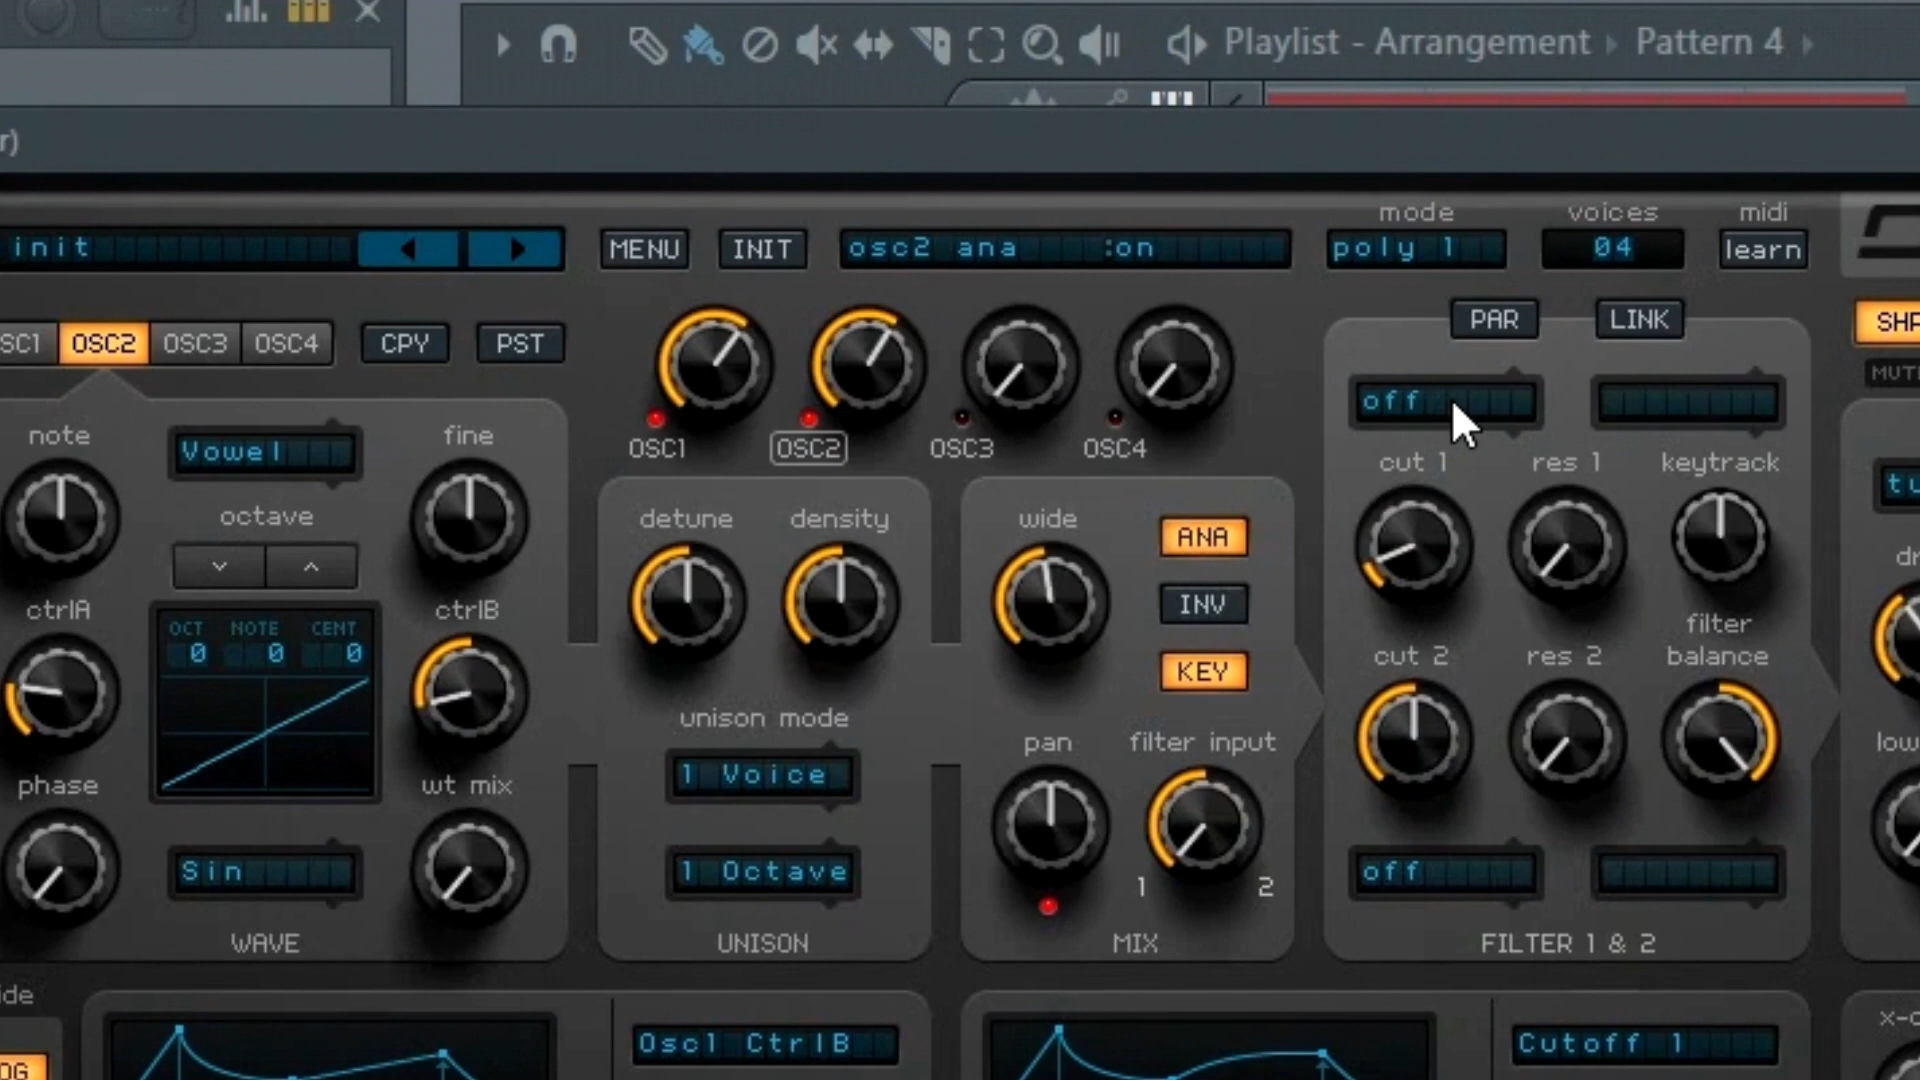 Playlist - Arrangement › Pattern 4 ›
r)
init
MENU
INIT
osc2 ana :on
mode
poly 1
voices
04
midi
learn
SC1
OSC2
OSC3
OSC4
CPY
PST
note
Vowel
fine
octave
ctrlA
ctrlB
OCT
NOTE
CENT
0
0
0
phase
wt mix
Sin
WAVE
OSC1
OSC2
OSC3
OSC4
detune
density
unison mode
1 Voice
1 Octave
UNISON
wide
ANA
INV
KEY
pan
filter input
1
2
MIX
PAR
LINK
off
cut 1
res 1
keytrack
cut 2
res 2
filter
balance
off
FILTER 1 & 2
SHP
MUT
tu
dr
low
ide
OG
Osc1 CtrlB
Cutoff 1
x-c